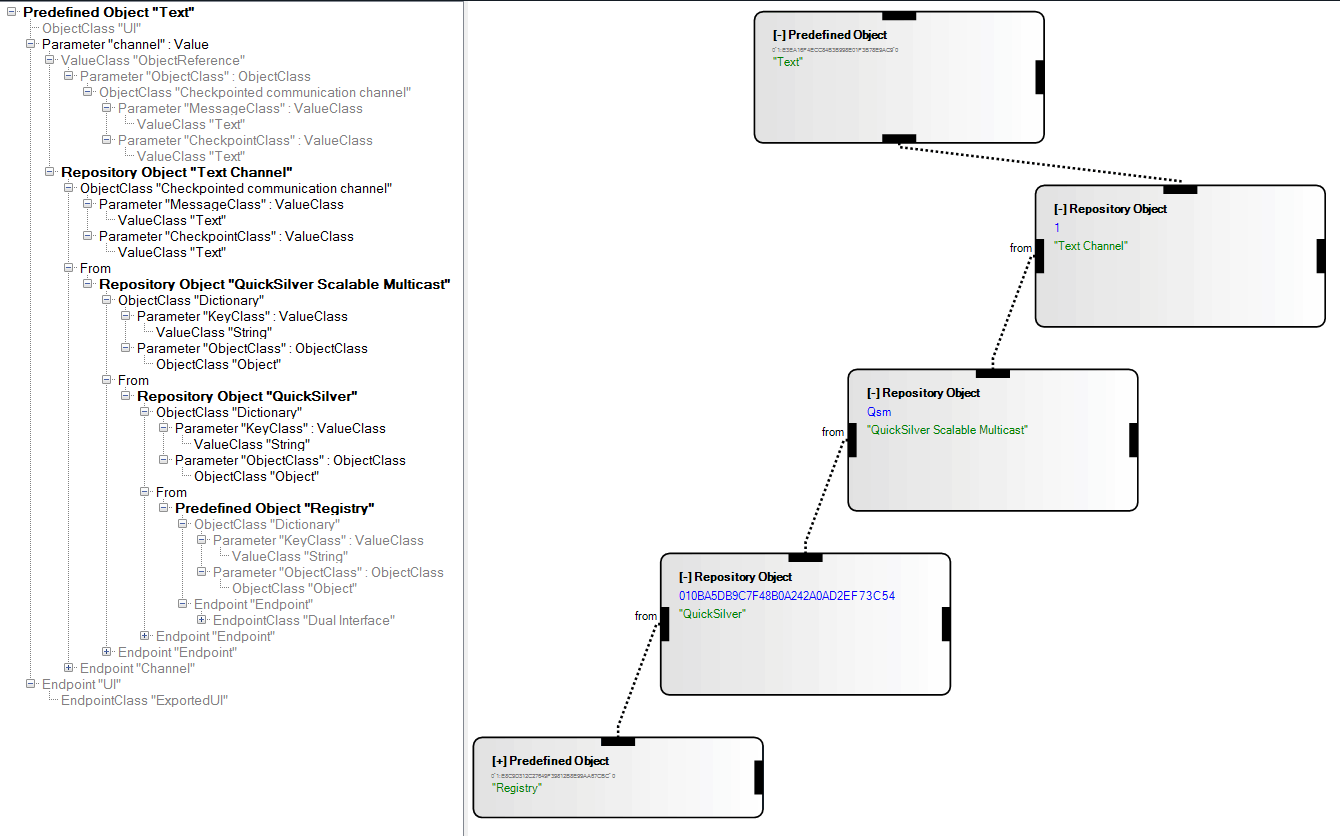 Predefined Object "Text"
ObjectClass "UI"
Parameter "channel" : Value
ValueClass "ObjectReference"
Parameter "ObjectClass" : ObjectClass
ObjectClass "Checkpointed communication channel"
Parameter "MessageClass" : ValueClass
ValueClass "Text"
Parameter "CheckpointClass" : ValueClass
ValueClass "Text"
Repository Object "Text Channel"
ObjectClass "Checkpointed communication channel"
Parameter "MessageClass" : ValueClass
ValueClass "Text"
Parameter "CheckpointClass" : ValueClass
ValueClass "Text"
From
Repository Object "QuickSilver Scalable Multicast"
ObjectClass "Dictionary"
Parameter "KeyClass" : ValueClass
ValueClass "String"
Parameter "ObjectClass" : ObjectClass
ObjectClass "Object"
From
Repository Object "QuickSilver"
ObjectClass "Dictionary"
Parameter "KeyClass" : ValueClass
ValueClass "String"
Parameter "ObjectClass" : ObjectClass
ObjectClass "Object"
From
Predefined Object "Registry"
ObjectClass "Dictionary"
Parameter "KeyClass" : ValueClass
ValueClass "String"
Parameter "ObjectClass" : ObjectClass
ObjectClass "Object"
Endpoint "Endpoint"
EndpointClass "Dual Interface"
Endpoint "Endpoint"
Endpoint "Endpoint"
Endpoint "Channel"
Endpoint "UI"
EndpointClass "ExportedUI"
[-] Predefined Object
"Text"
[-] Repository Object
1
"Text Channel"
from
[-] Repository Object
Qsm
"QuickSilver Scalable Multicast"
from
[-] Repository Object
010BA5DB9C7F48B0A242A0AD2EF73C54
"QuickSilver"
from
[+] Predefined Object
"Registry"